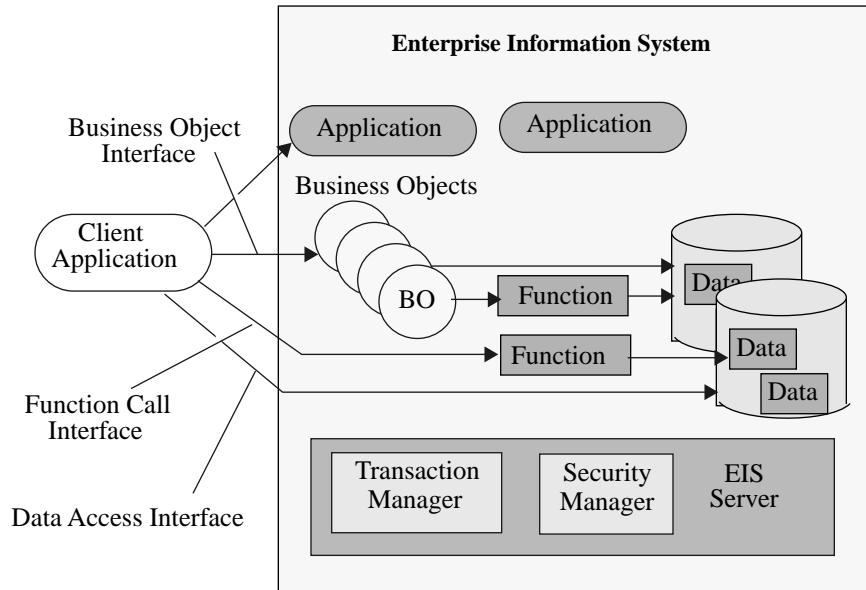 Enterprise Information System
Application
Application
Business Object
Interface
Business Objects
Client
Application
BO
Function
Data
Function
Data
Data
Function Call
Interface
Data Access Interface
Transaction
Manager
Security
Manager
EIS
Server